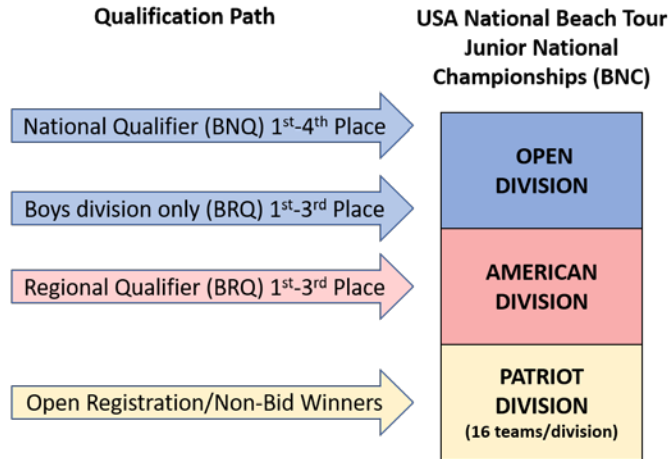 Qualification Path
USA National Beach Tour
Junior National
Championships (BNC)
National Qualifier (BNQ) 1st-4th Place
Boys division only (BRQ) 1st-3rd Place
Regional Qualifier (BRQ) 1st-3rd Place
Open Registration/Non-Bid Winners
OPEN
DIVISION
AMERICAN
DIVISION
PATRIOT
DIVISION
(16 teams/division)